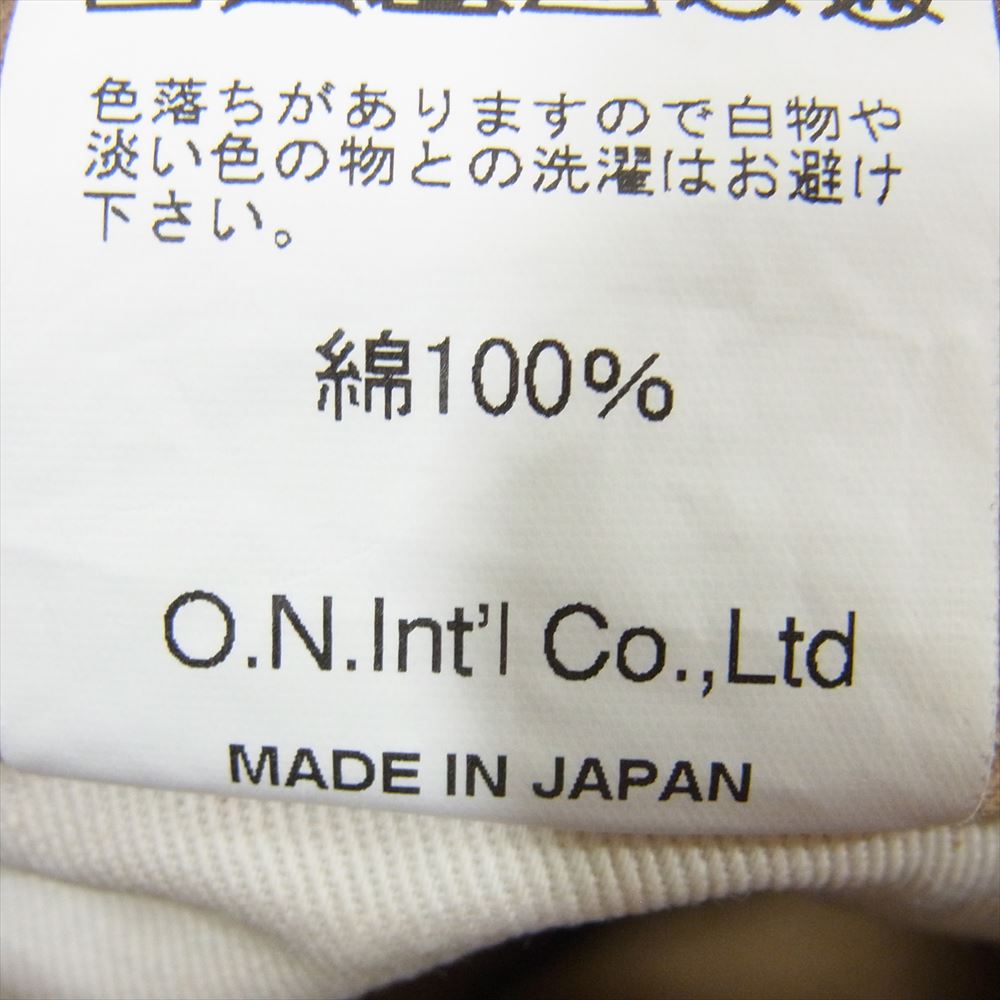 色落ちがありますので白物や
淡い色の物との洗濯はお避け
下さい。
綿100%
O.N.Int'l Co.,Ltd
MADE IN JAPAN